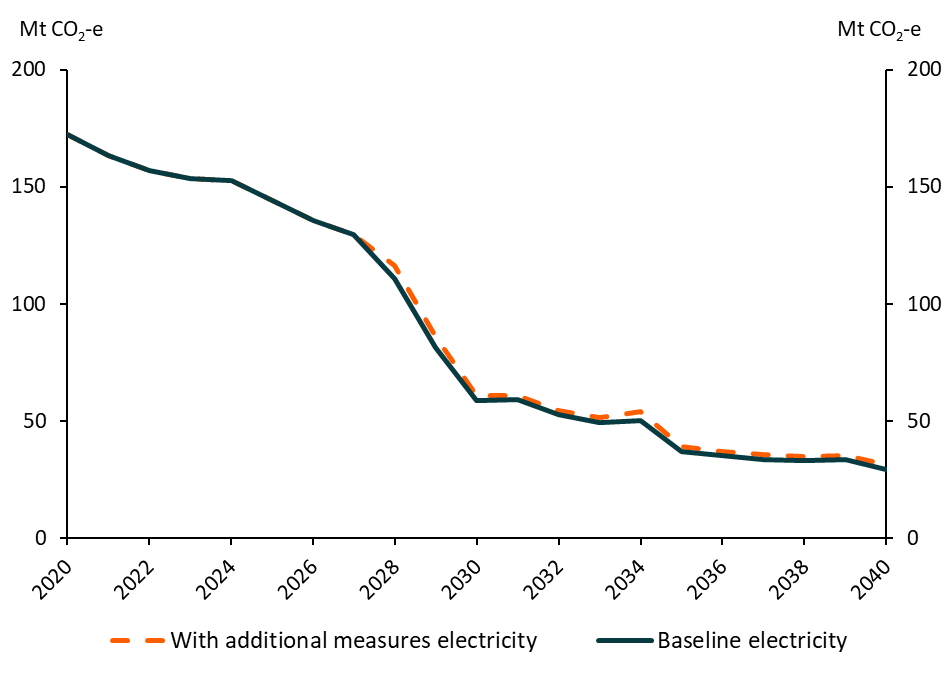 Mt CO₂-e Mt CO₂-e
200 200
150 150
100 100
50 50
0 0
2020 2022 2024 2026 2028 2030 2032 2034 2036 2038 2040
With additional measures electricity Baseline electricity